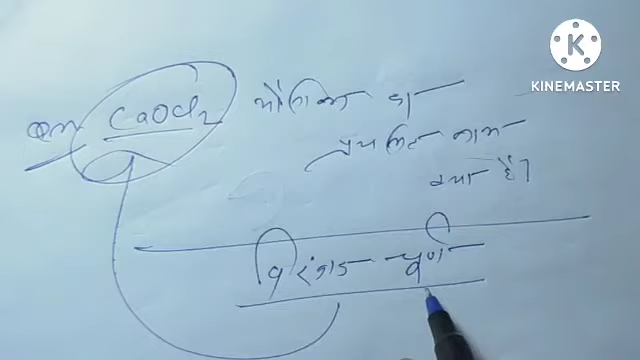 CaOCl2 यौगिक का
प्रचलित नाम
क्या है?
विरंजक चूर्ण
KINEMASTER